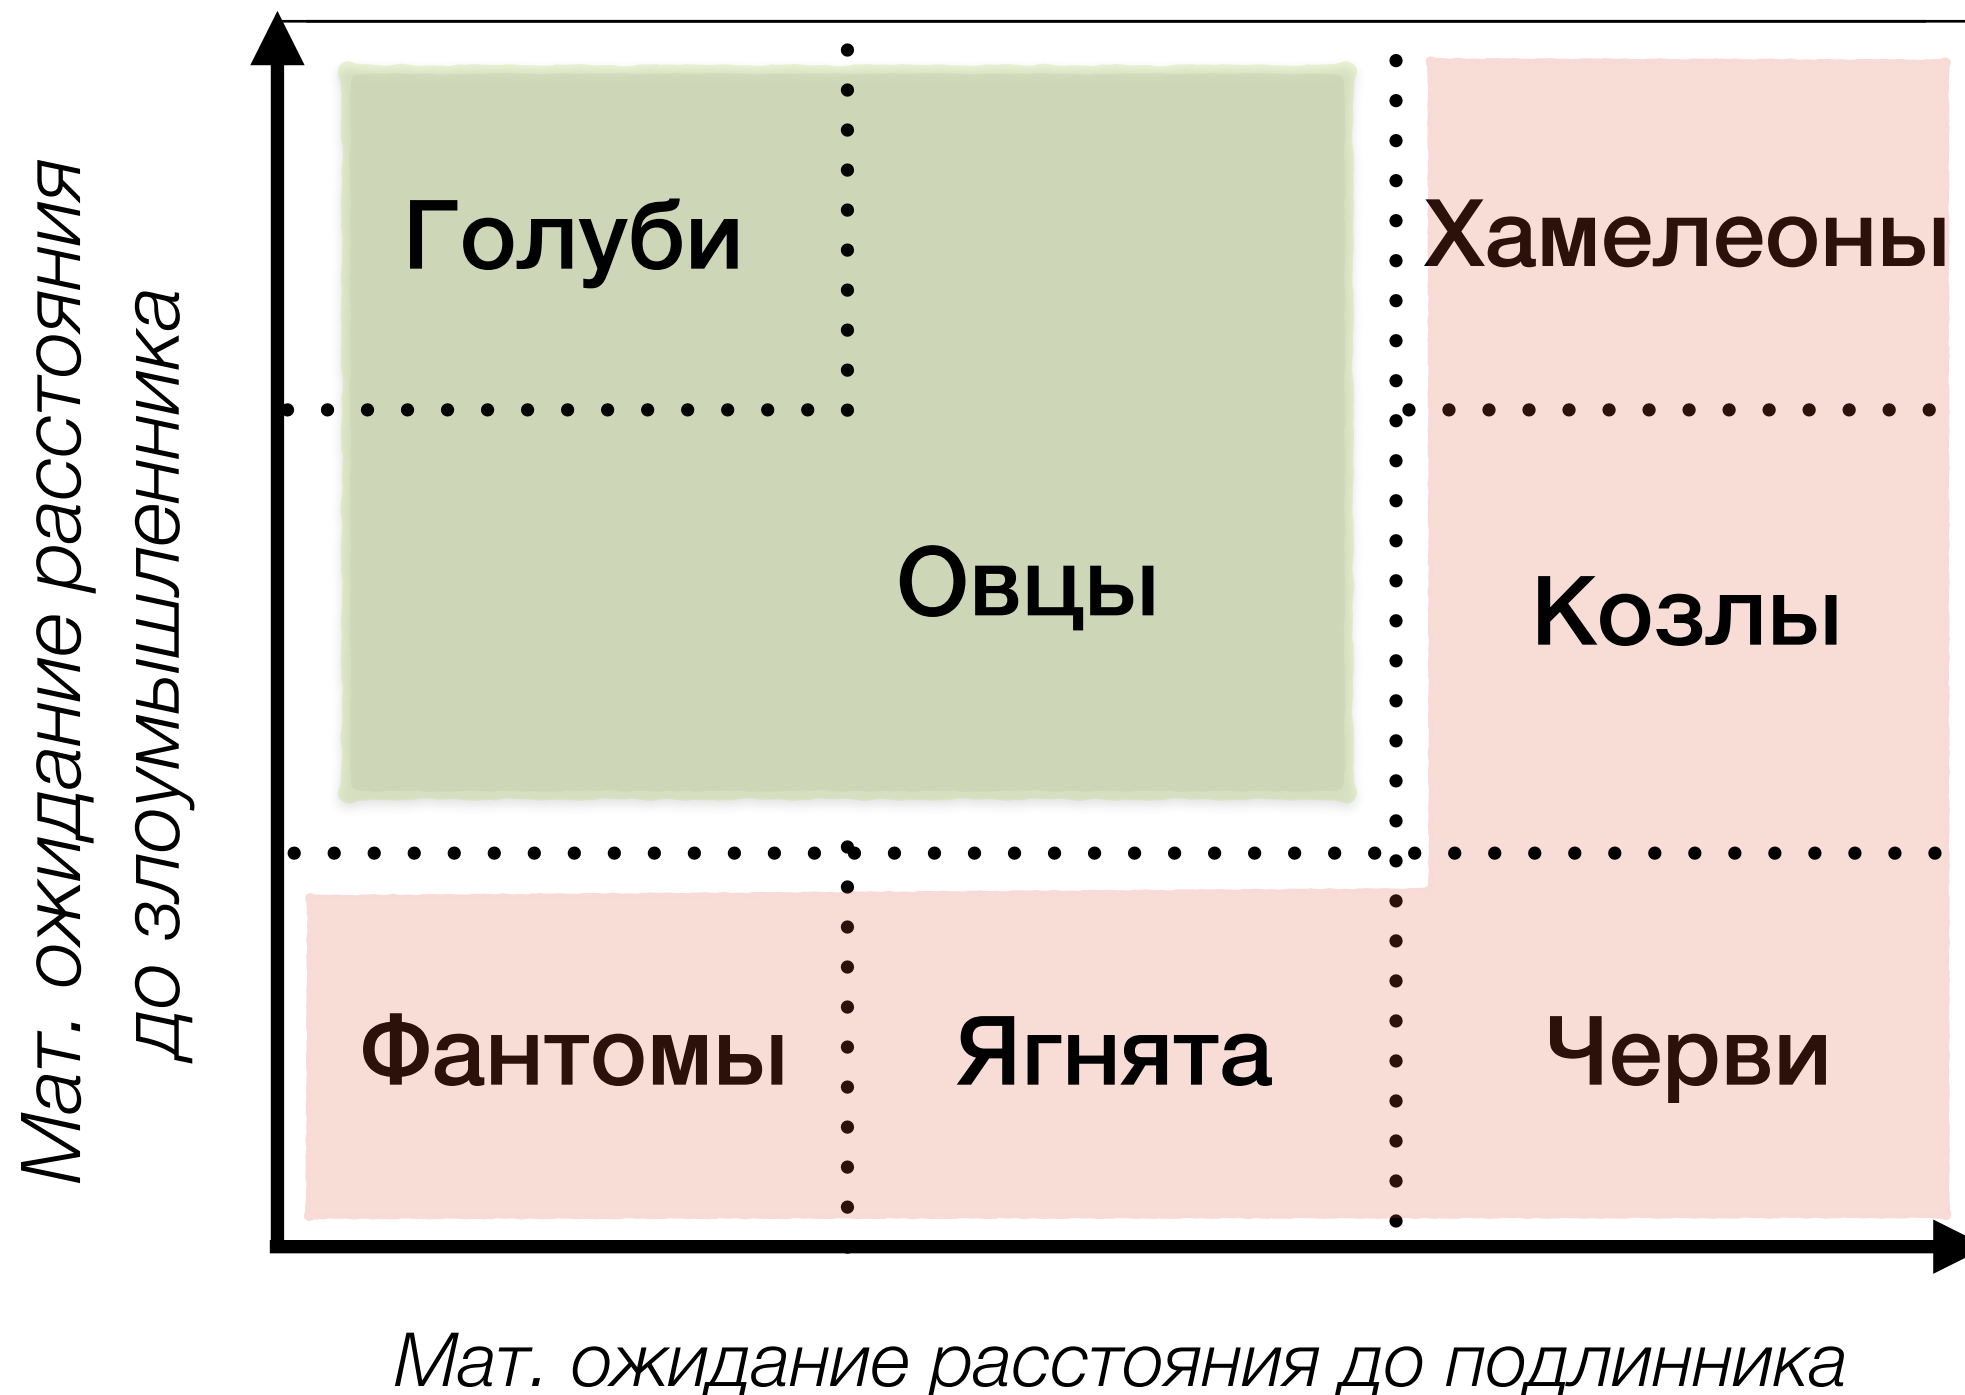 Мат. ожидание расстояния
до злоумышленника
Голуби
Хамелеоны
Овцы
Козлы
Фантомы
Ягнята
Черви
Мат. ожидание расстояния до подлинника